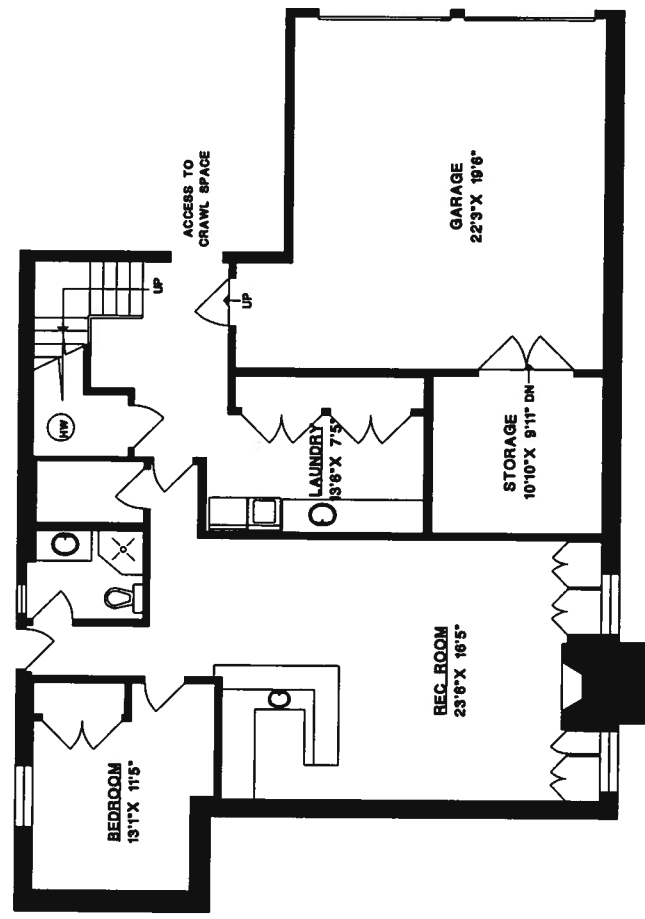 ACCESS TO
CRAWL SPACE
GARAGE
22'3"X 19'6"
UP
UP
HW
LAUNDRY
13'6"X 7'5"
STORAGE
10'10"X 9'11"
DN
REC ROOM
23'6"X 16'5"
BEDROOM
13'1"X 11'5"